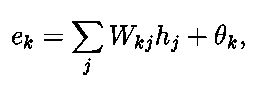 $e_k = \sum_j W_{kj} h_j + \theta_k,$